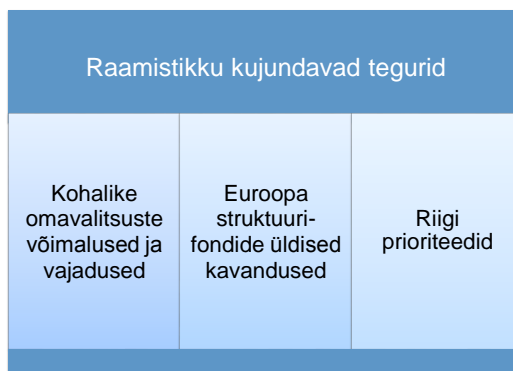 Raamistikku kujundavad tegurid
Kohalike
omavalitsuste
võimalused ja
vajadused
Euroopa
struktuuri-
fondide üldised
kavandused
Riigi
prioriteedid